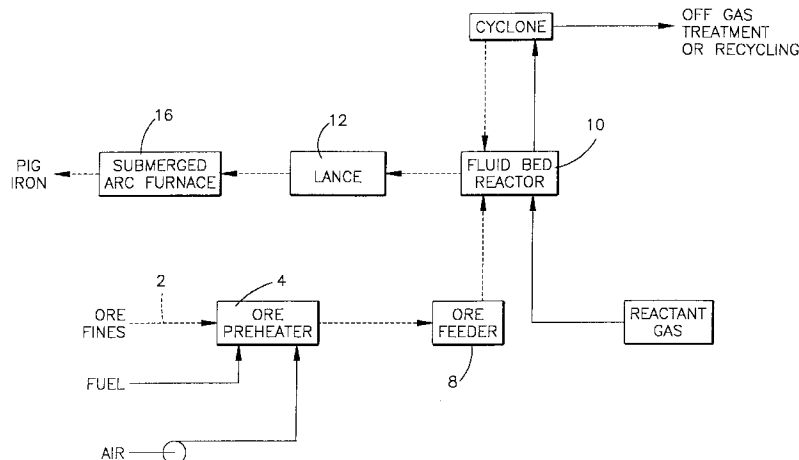 CYCLONE
OFF GAS
TREATMENT
OR RECYCLING
16
12
10
PIG
IRON
SUBMERGED
ARC FURNACE
LANCE
FLUID BED
REACTOR
2
4
ORE
FINES
ORE
PREHEATER
ORE
FEEDER
8
REACTANT
GAS
FUEL
AIR